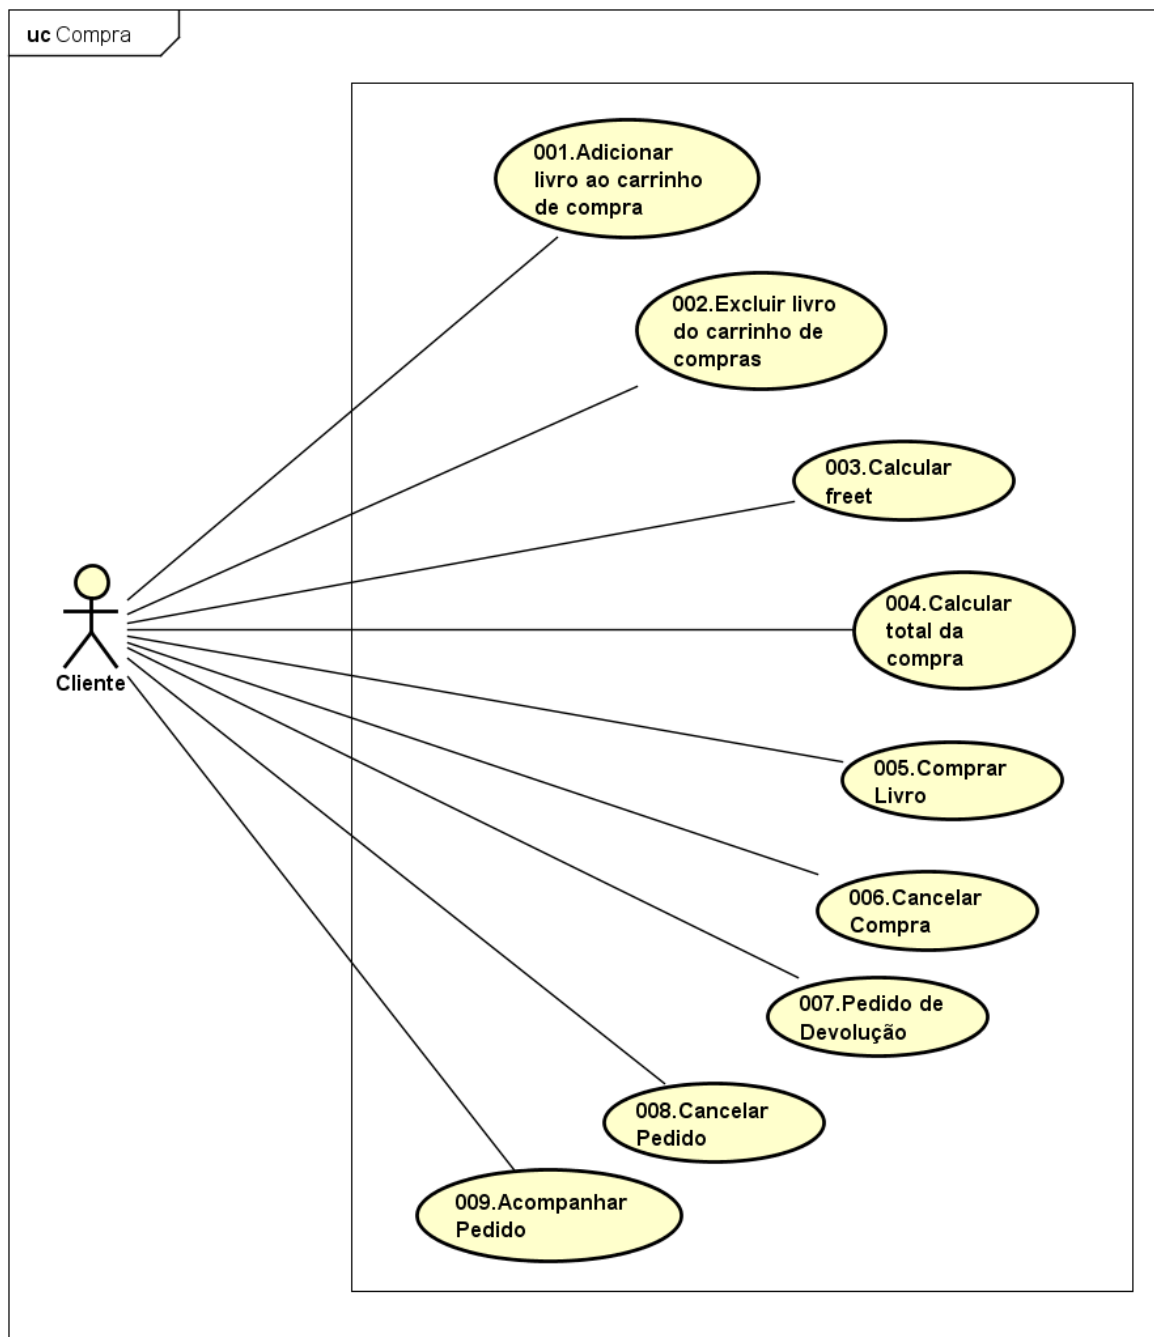 uc Compra
001.Adicionar
livro ao carrinho
de compra
002.Excluir livro
do carrinho de
compras
003.Calcular
freet
004.Calcular
total da
compra
Cliente
005.Comprar
Livro
006.Cancelar
Compra
007.Pedido de
Devolução
008.Cancelar
Pedido
009.Acompanhar
Pedido